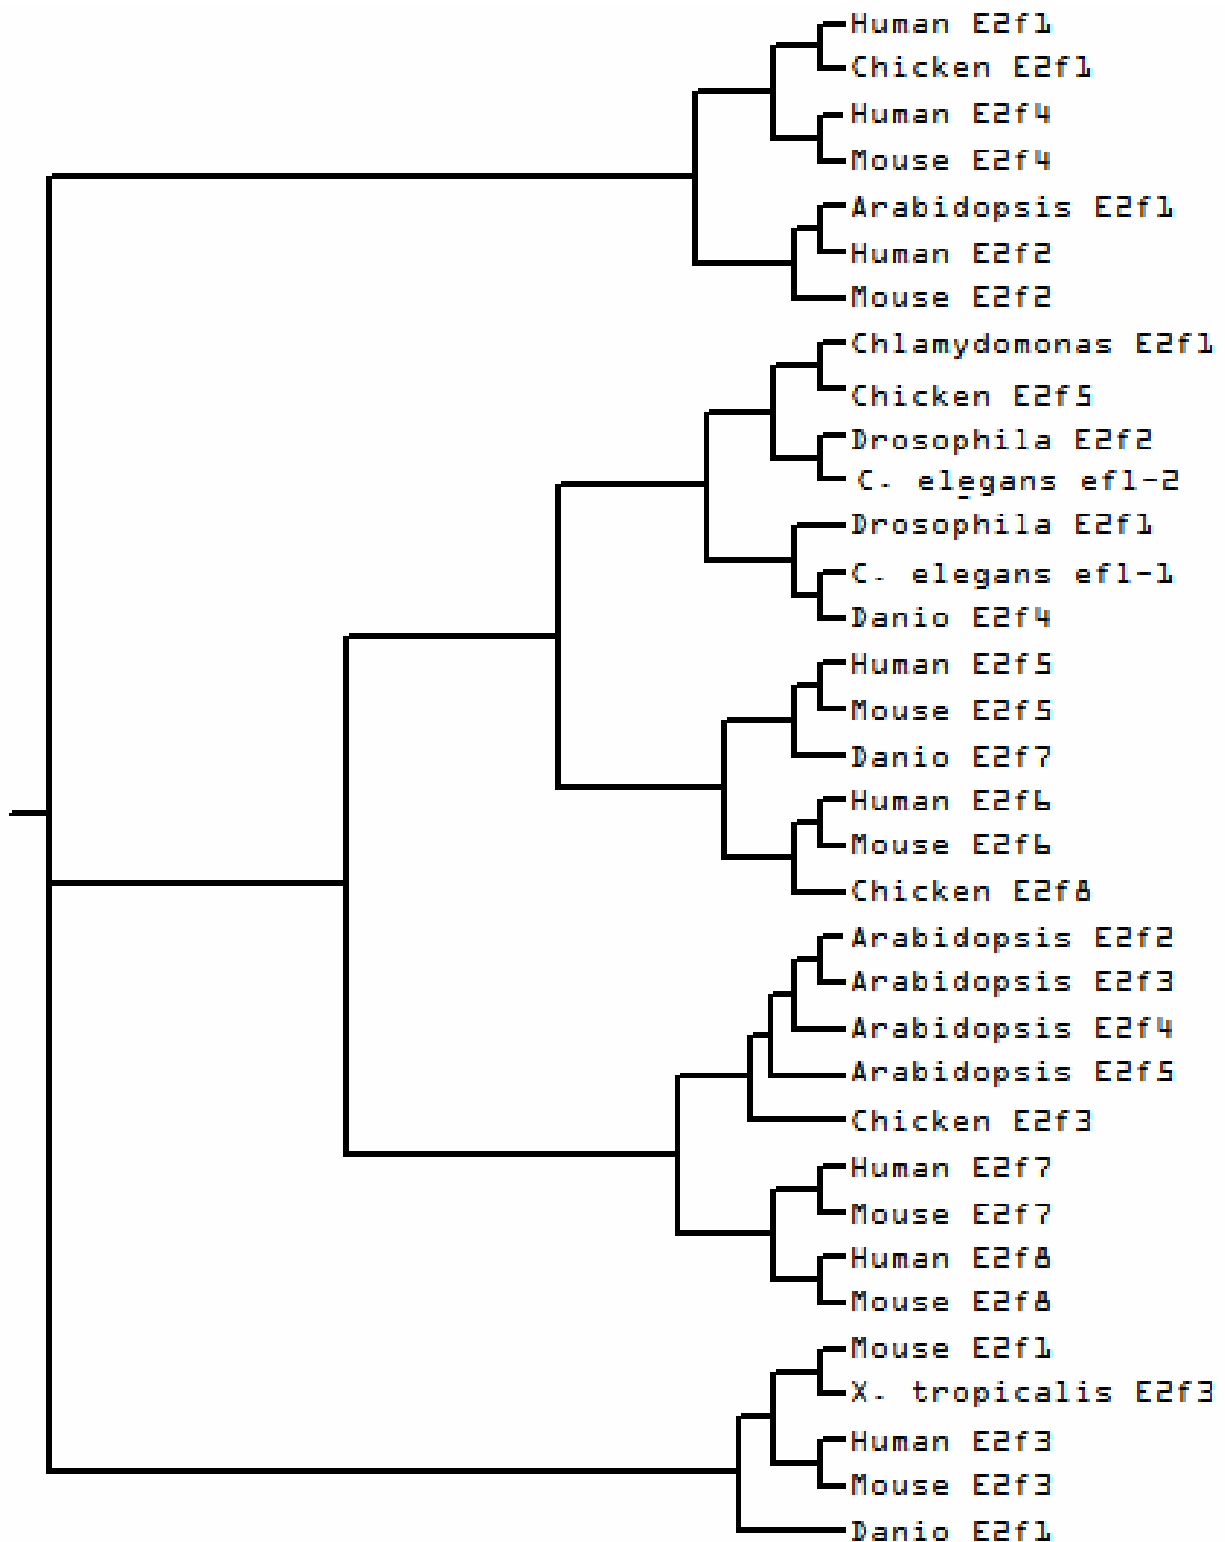 Human E2f1
Chicken E2f1
Human E2f4
Mouse E2f4
Arabidopsis E2f1
Human E2f2
Mouse E2f2
Chlamydomonas E2f1
Chicken E2f5
Drosophila E2f2
C. elegans efl-2
Drosophila E2f1
C. elegans efl-1
Danio E2f4
Human E2f5
Mouse E2f5
Danio E2f7
Human E2f6
Mouse E2f6
Chicken E2f8
Arabidopsis E2f2
Arabidopsis E2f3
Arabidopsis E2f4
Arabidopsis E2f5
Chicken E2f3
Human E2f7
Mouse E2f7
Human E2f8
Mouse E2f8
Mouse E2f1
X. tropicalis E2f3
Human E2f3
Mouse E2f3
Danio E2f1